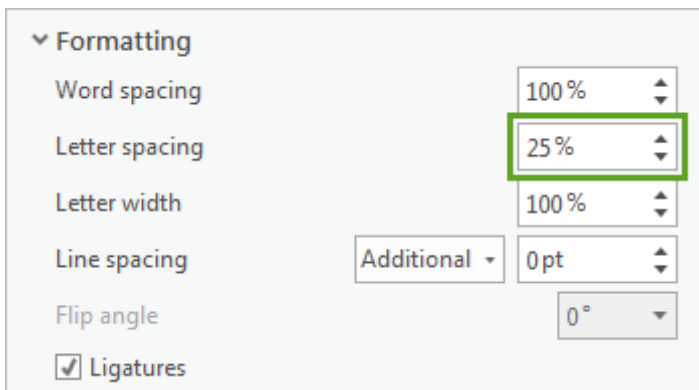 Formatting
Word spacing 100 %
Letter spacing 25 %
Letter width 100 %
Line spacing Additional 0 pt
Flip angle 0 °
Ligatures